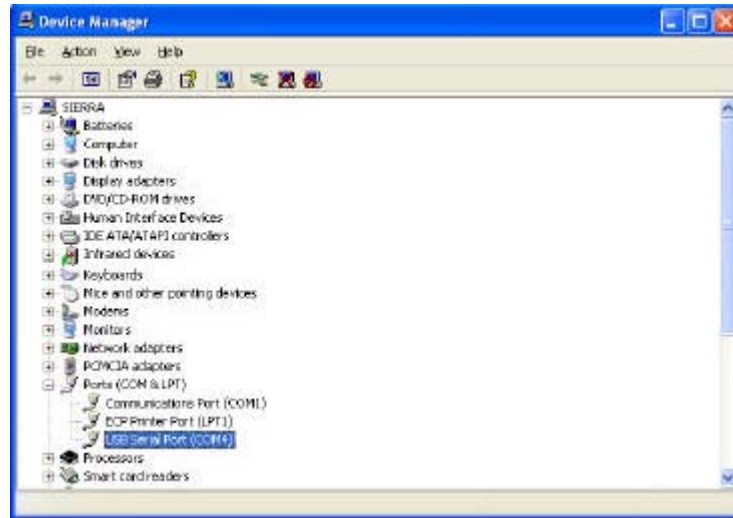 Device Manager
File Action View Help
SIERRA
Batteries
Computer
Disk drives
Display adapters
DVD/CD-ROM drives
Human Interface Devices
IDE ATA/ATAPI controllers
Infrared devices
Keyboards
Mice and other pointing devices
Modems
Monitors
Network adapters
PCMCIA adapters
Ports (COM & LPT)
Communications Port (COM1)
ECP Printer Port (LPT1)
USB Serial Port (COM4)
Processors
Smart card readers